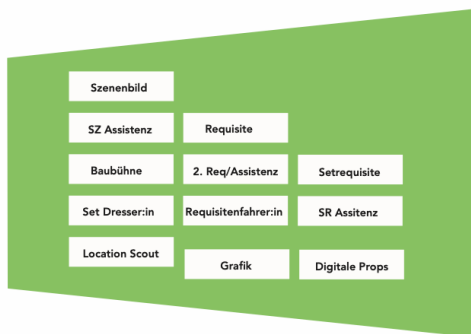 Szenenbild
SZ Assistenz
Requisite
Baubühne
2. Req/Assistenz
Setrequisite
Set Dresser:in
Requisitenfahrer:in
SR Assitenz
Location Scout
Grafik
Digitale Props